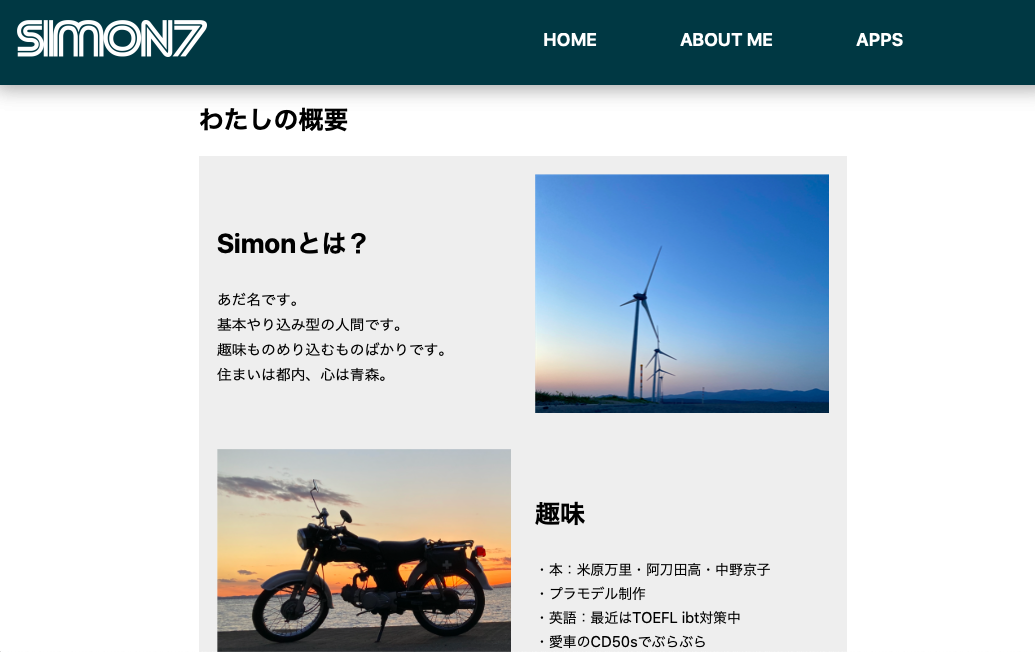 SIMON7
HOME
ABOUT ME
APPS
わたしの概要
Simonとは？
あだ名です。
基本やり込み型の人間です。
趣味ものめり込むものばかりです。
住まいは都内、心は青森。
趣味
・本：米原万里・阿刀田高・中野京子
・プラモデル制作
・英語：最近はTOEFL ibt対策中
・愛車のCD50sでぶらぶら